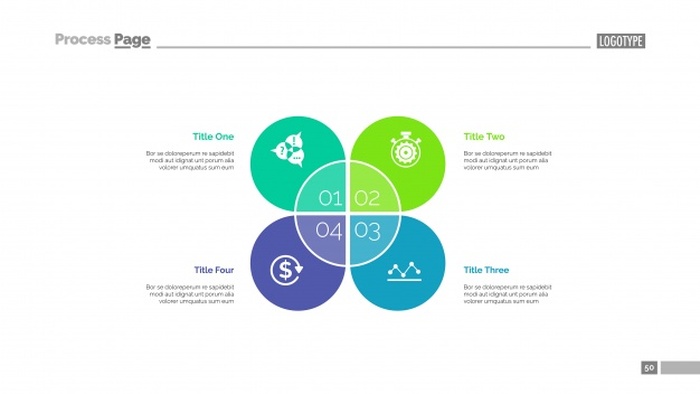 Process Page
LOGOTYPE
Title One
Bor se doloreperum re sapidebit
modi aut idignat unt porum alia
volorer umquatus sum eum
Title Two
Bor se doloreperum re sapidebit
modi aut idignat unt porum alia
volorer umquatus sum eum
01
02
04
03
Title Four
Bor se doloreperum re sapidebit
modi aut idignat unt porum alia
volorer umquatus sum eum
Title Three
Bor se doloreperum re sapidebit
modi aut idignat unt porum alia
volorer umquatus sum eum
50